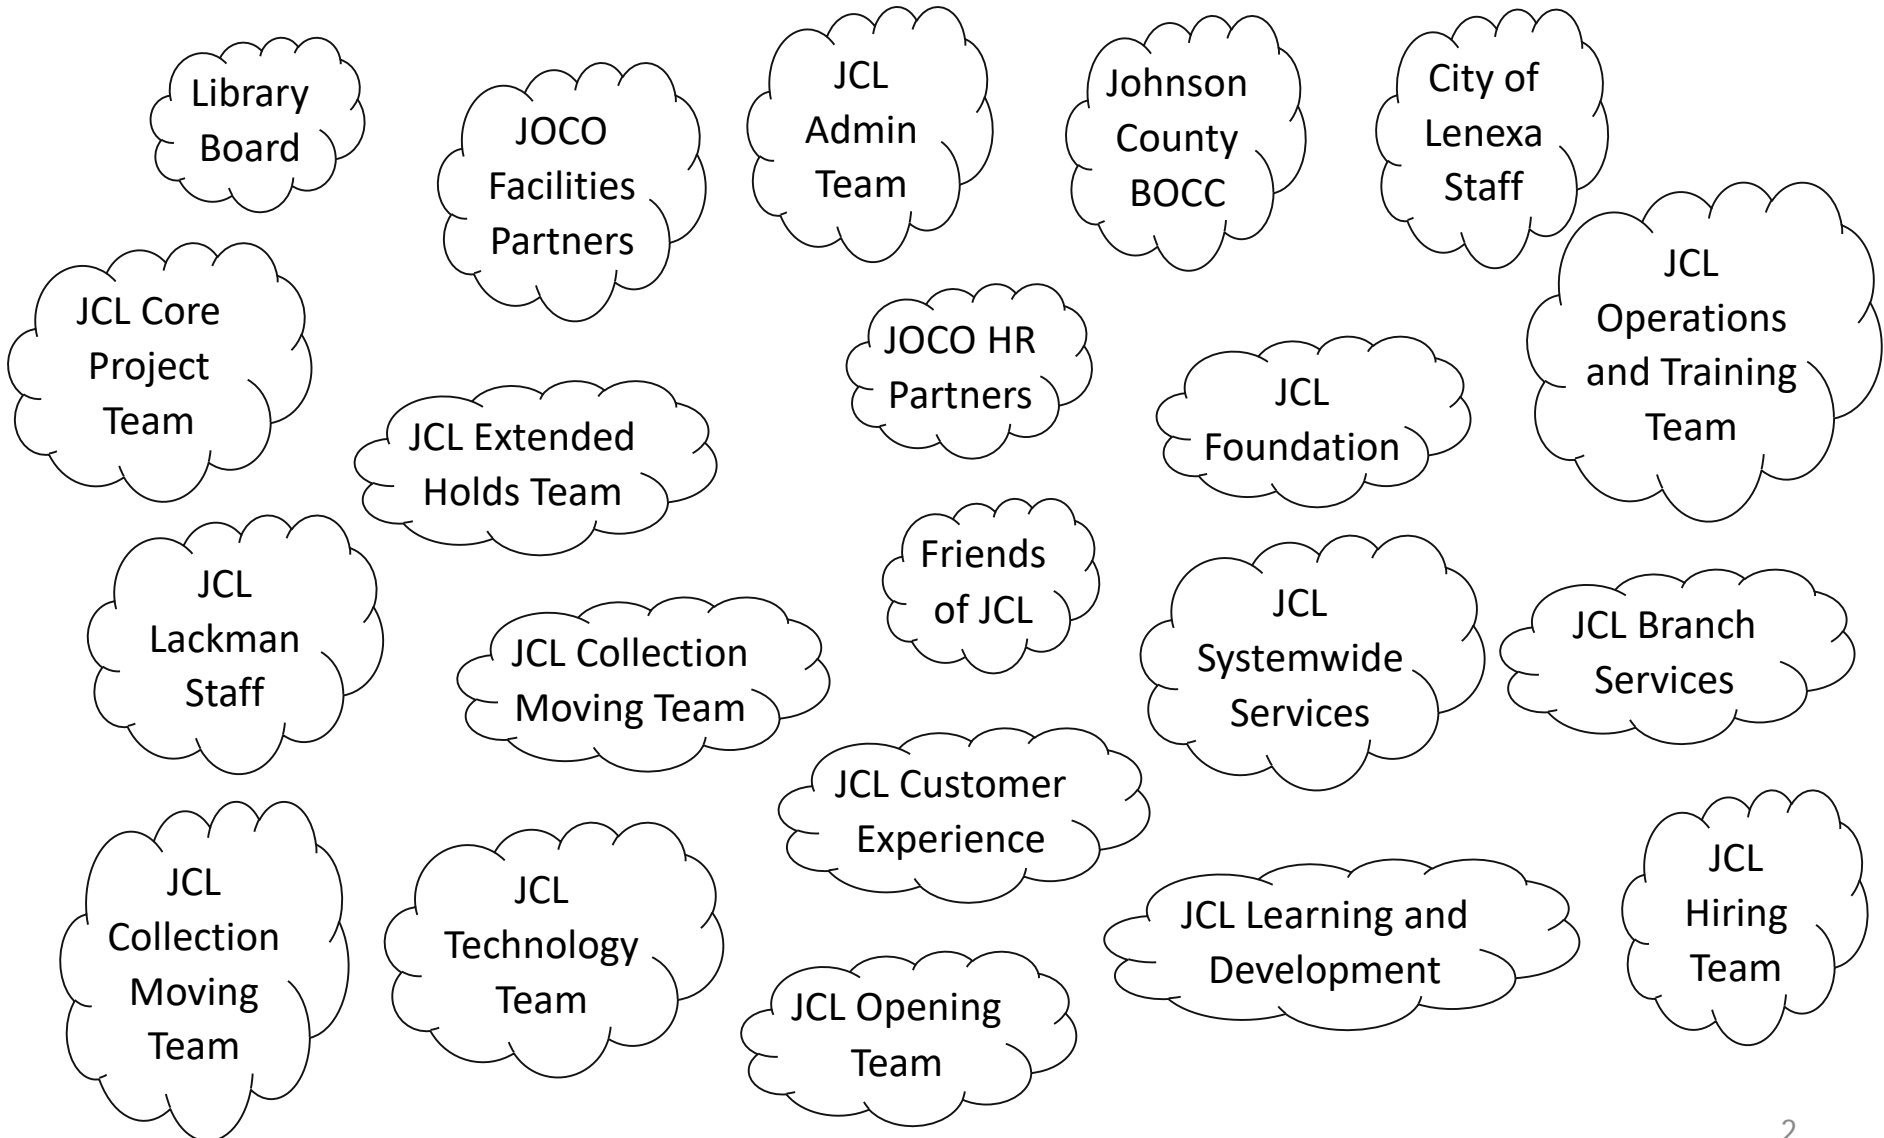 Library
Board
JOCO
Facilities
Partners
JCL
Admin
Team
Johnson
County
BOCC
City of
Lenexa
Staff
JCL Core
Project
Team
JCL Extended
Holds Team
JOCO HR
Partners
JCL
Foundation
JCL
Operations
and Training
Team
JCL
Lackman
Staff
JCL Collection
Moving Team
Friends
of JCL
JCL
Systemwide
Services
JCL Branch
Services
JCL Customer
Experience
JCL
Collection
Moving
Team
JCL
Technology
Team
JCL Opening
Team
JCL Learning and
Development
JCL
Hiring
Team
2